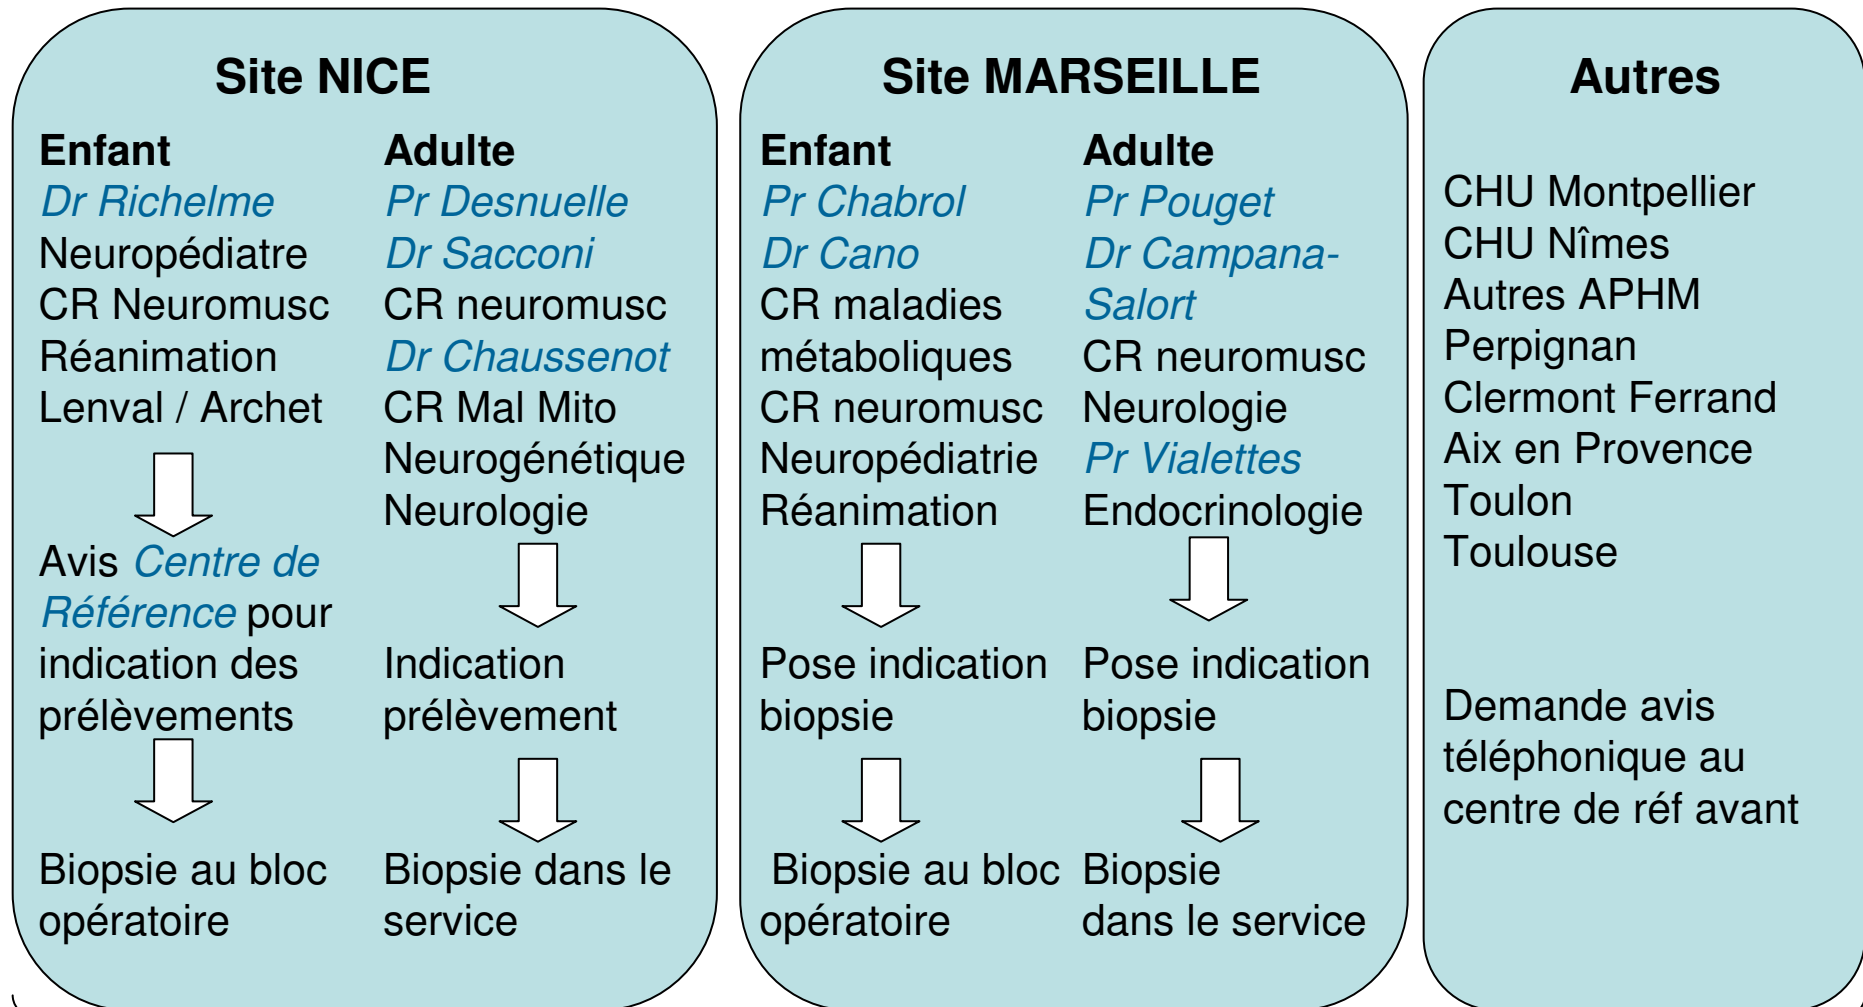 Site NICE
Enfant
Dr Richelme
Neuropédiatre
CR Neuromusc
Réanimation
Lenval / Archet
Avis Centre de
Référence pour
indication des
prélèvements
Biopsie au bloc
opératoire
Adulte
Pr Desnuelle
Dr Sacconi
CR neuromusc
Dr Chaussenot
CR Mal Mito
Neurogénétique
Neurologie
Indication
prélèvement
Biopsie dans le
service
Site MARSEILLE
Enfant
Pr Chabrol
Dr Cano
CR maladies
métaboliques
CR neuromusc
Neuropédiatrie
Réanimation
Pose indication
biopsie
Biopsie au bloc
opératoire
Adulte
Pr Pouget
Dr Campana-
Salort
CR neuromusc
Neurologie
Pr Vialettes
Endocrinologie
Pose indication
biopsie
Biopsie
dans le service
Autres
CHU Montpellier
CHU Nîmes
Autres APHM
Perpignan
Clermont Ferrand
Aix en Provence
Toulon
Toulouse
Demande avis
téléphonique au
centre de réf avant